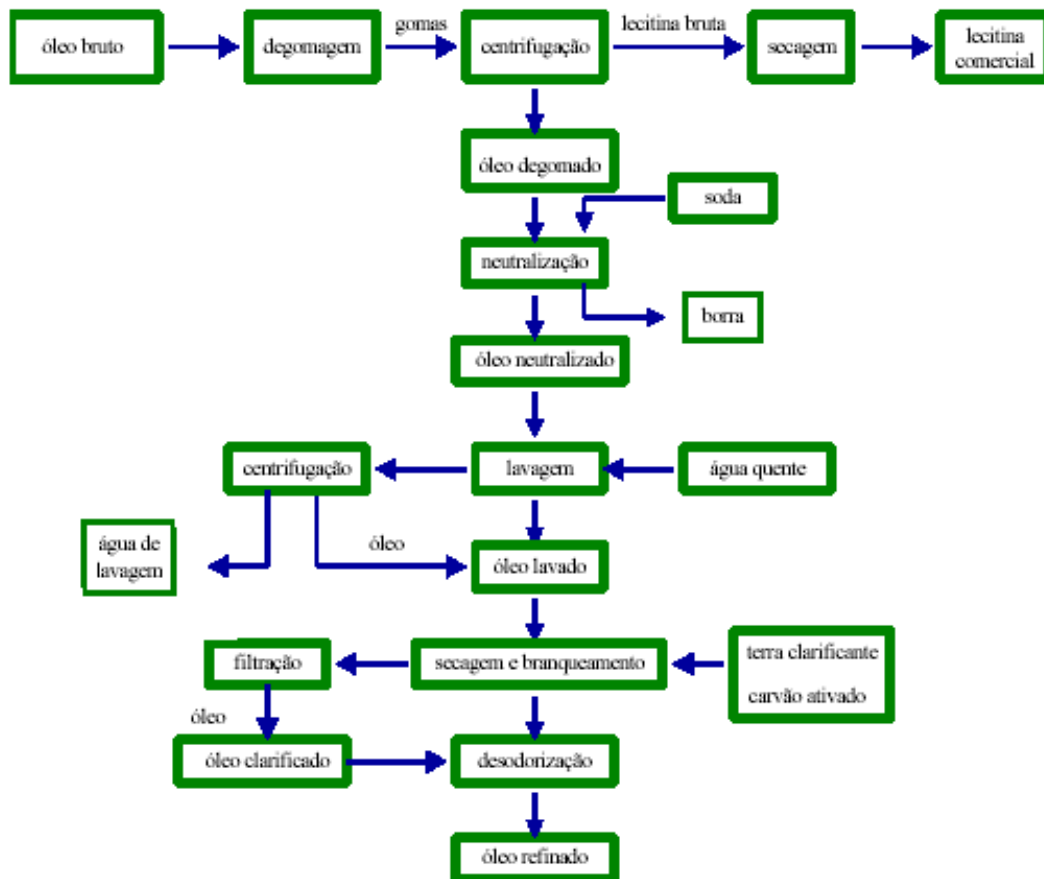 óleo bruto
degomagem
gomas
centrifugação
lecitina bruta
secagem
lecitina
comercial
óleo degomado
soda
neutralização
borra
óleo neutralizado
centrifugação
lavagem
água quente
água de
lavagem
óleo
óleo lavado
filtração
secagem e branqueamento
terra clarificante
carvão ativado
óleo
óleo clarificado
desodorização
óleo refinado